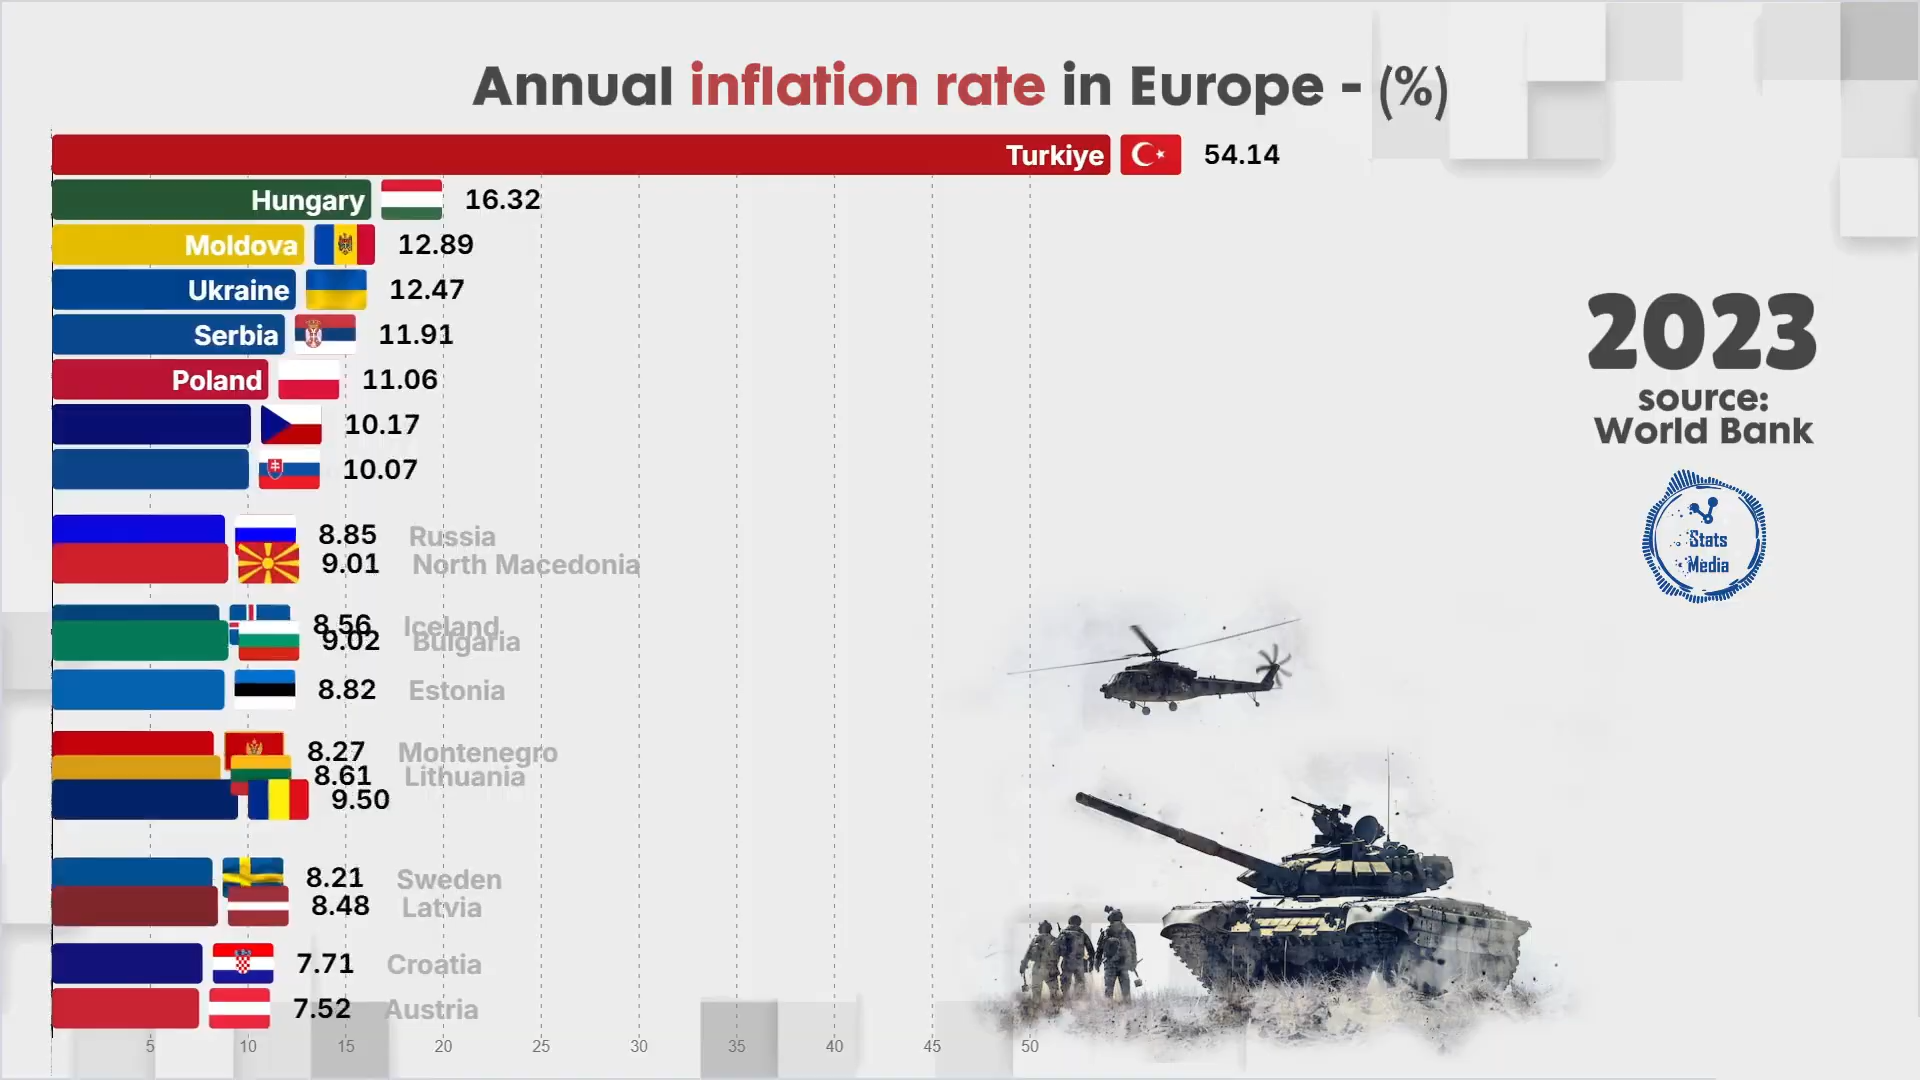 Annual inflation rate in Europe - (%)
Turkiye 54.14
Hungary 16.32
Moldova 12.89
Ukraine 12.47
Serbia 11.91
Poland 11.06
10.17
10.07
8.85 Russia
9.01 North Macedonia
8.56 Iceland
9.02 Bulgaria
8.82 Estonia
8.27 Montenegro
8.61 Lithuania
9.50
8.21 Sweden
8.48 Latvia
7.71 Croatia
7.52 Austria
5 10 15 20 25 30 35 40 45 50
2023
source:
World Bank
Stats
Media